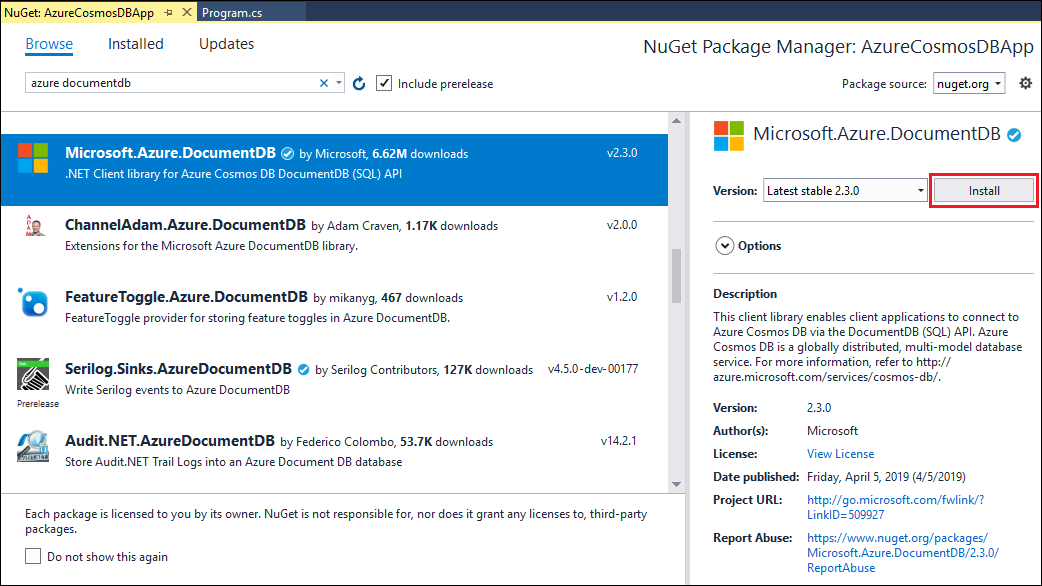 NuGet: AzureCosmosDBApp
Program.cs
Browse Installed Updates
NuGet Package Manager: AzureCosmosDBApp
azure documentdb
Include prerelease
Package source: nuget.org
Microsoft.Azure.DocumentDB by Microsoft, 6.62M downloads v2.3.0
.NET Client library for Azure Cosmos DB DocumentDB (SQL) API
ChannelAdam.Azure.DocumentDB by Adam Craven, 1.17K downloads v2.0.0
Extensions for the Microsoft Azure DocumentDB library.
FeatureToggle.Azure.DocumentDB by mikanyg, 467 downloads v1.2.0
FeatureToggle provider for storing feature toggles in Azure DocumentDB.
Serilog.Sinks.AzureDocumentDB by Serilog Contributors, 127K downloads v4.5.0-dev-00177
Write Serilog events to Azure DocumentDB
Prerelease
Audit.NET.AzureDocumentDB by Federico Colombo, 53.7K downloads v14.2.1
Store Audit.NET Trail Logs into an Azure Document DB database
Each package is licensed to you by its owner. NuGet is not responsible for, nor does it grant any licenses to, third-party
packages.
Do not show this again
Microsoft.Azure.DocumentDB
Version: Latest stable 2.3.0 Install
Options
Description
This client library enables client applications to connect to
Azure Cosmos DB via the DocumentDB (SQL) API. Azure
Cosmos DB is a globally distributed, multi-model database
service. For more information, refer to http://
azure.microsoft.com/services/cosmos-db/.
Version: 2.3.0
Author(s): Microsoft
License: View License
Date published: Friday, April 5, 2019 (4/5/2019)
Project URL: http://go.microsoft.com/fwlink/?
LinkID=509927
Report Abuse: https://www.nuget.org/packages/
Microsoft.Azure.DocumentDB/2.3.0/
ReportAbuse